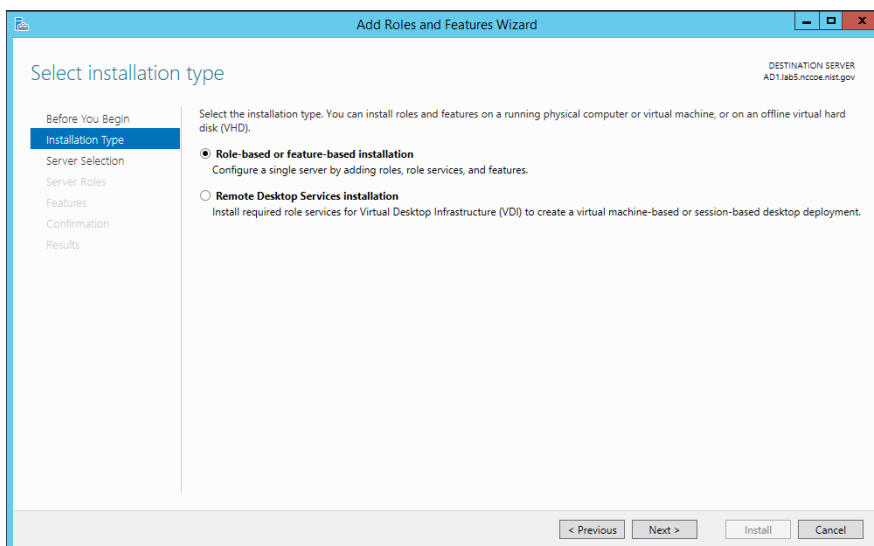 Add Roles and Features Wizard
Select installation type
DESTINATION SERVER
AD1.lab5.nccoe.nist.gov
Before You Begin
Installation Type
Server Selection
Server Roles
Features
Confirmation
Results
Select the installation type. You can install roles and features on a running physical computer or virtual machine, or on an offline virtual hard
disk (VHD).
Role-based or feature-based installation
Configure a single server by adding roles, role services, and features.
Remote Desktop Services installation
Install required role services for Virtual Desktop Infrastructure (VDI) to create a virtual machine-based or session-based desktop deployment.
< Previous
Next >
Install
Cancel